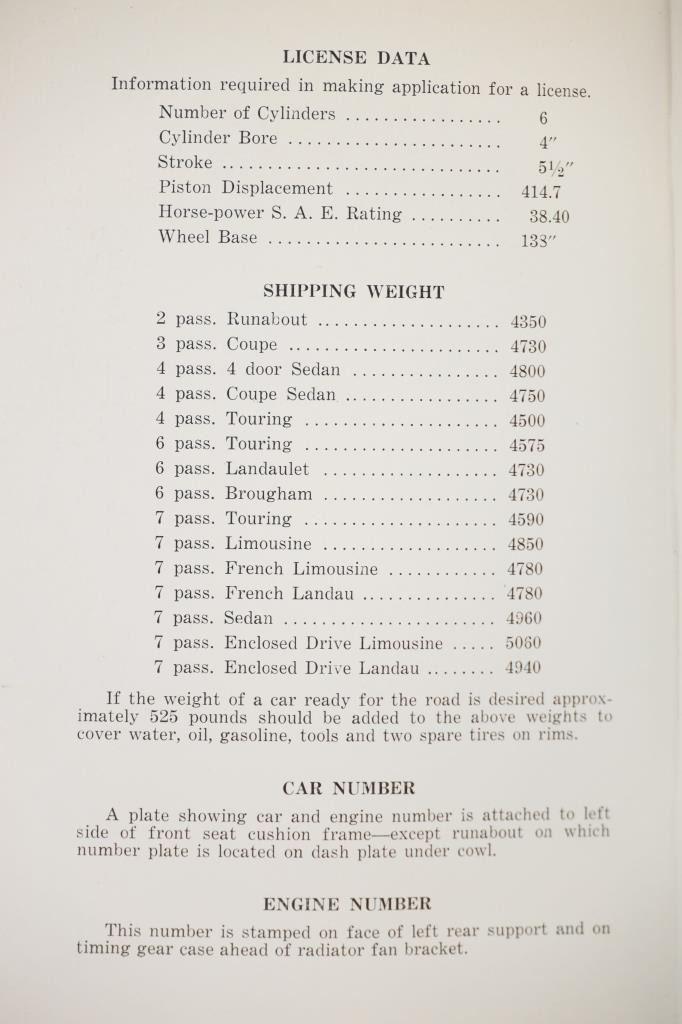 LICENSE DATA
Information required in making application for a license.
Number of Cylinders ................. 6
Cylinder Bore ........................ 4″
Stroke ............................... 5½″
Piston Displacement ................. 414.7
Horse-power S. A. E. Rating .......... 38.40
Wheel Base ......................... 138″
SHIPPING WEIGHT
2 pass. Runabout .................... 4350
3 pass. Coupe ....................... 4730
4 pass. 4 door Sedan ................ 4800
4 pass. Coupe Sedan ................. 4750
4 pass. Touring ..................... 4500
6 pass. Touring ..................... 4575
6 pass. Landaulet ................... 4730
6 pass. Brougham ................... 4730
7 pass. Touring ..................... 4590
7 pass. Limousine ................... 4850
7 pass. French Limousine ............ 4780
7 pass. French Landau ............... 4780
7 pass. Sedan ....................... 4960
7 pass. Enclosed Drive Limousine ..... 5060
7 pass. Enclosed Drive Landau ........ 4940
If the weight of a car ready for the road is desired approx-
imately 525 pounds should be added to the above weights to
cover water, oil, gasoline, tools and two spare tires on rims.
CAR NUMBER
A plate showing car and engine number is attached to left
side of front seat cushion frame—except runabout on which
number plate is located on dash plate under cowl.
ENGINE NUMBER
This number is stamped on face of left rear support and on
timing gear case ahead of radiator fan bracket.